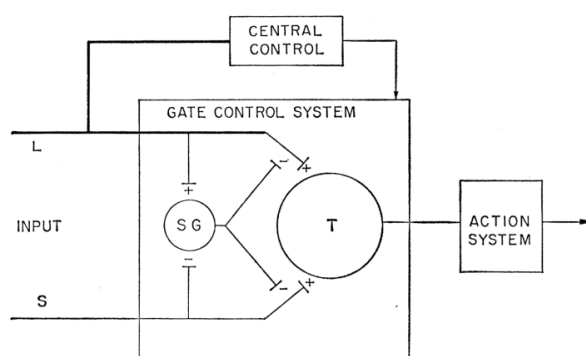 CENTRAL
CONTROL
GATE CONTROL SYSTEM
L
+
-
+
INPUT
SG
T
ACTION
SYSTEM
-
-
+
S